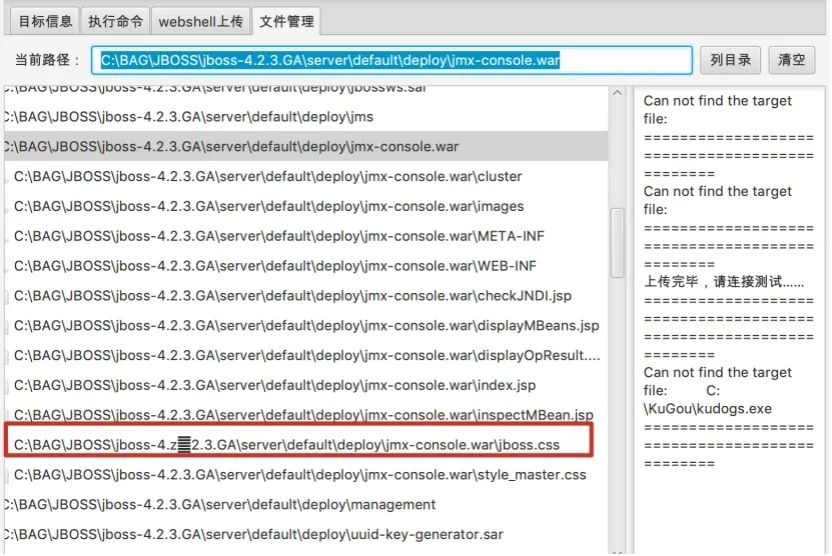 目标信息 执行命令 webshell上传 文件管理
当前路径： C:\BAG\JBOSS\jboss-4.2.3.GA\server\default\deploy\jmx-console.war 列目录 清空
C:\BAG\JBOSS\jboss-4.2.3.GA\server\default\deploy\jbossws.sar
C:\BAG\JBOSS\jboss-4.2.3.GA\server\default\deploy\jms
C:\BAG\JBOSS\jboss-4.2.3.GA\server\default\deploy\jmx-console.war
C:\BAG\JBOSS\jboss-4.2.3.GA\server\default\deploy\jmx-console.war\cluster
C:\BAG\JBOSS\jboss-4.2.3.GA\server\default\deploy\jmx-console.war\images
C:\BAG\JBOSS\jboss-4.2.3.GA\server\default\deploy\jmx-console.war\META-INF
C:\BAG\JBOSS\jboss-4.2.3.GA\server\default\deploy\jmx-console.war\WEB-INF
C:\BAG\JBOSS\jboss-4.2.3.GA\server\default\deploy\jmx-console.war\checkJNDI.jsp
C:\BAG\JBOSS\jboss-4.2.3.GA\server\default\deploy\jmx-console.war\displayMBeans.jsp
C:\BAG\JBOSS\jboss-4.2.3.GA\server\default\deploy\jmx-console.war\displayOpResult....
C:\BAG\JBOSS\jboss-4.2.3.GA\server\default\deploy\jmx-console.war\index.jsp
C:\BAG\JBOSS\jboss-4.2.3.GA\server\default\deploy\jmx-console.war\inspectMBean.jsp
C:\BAG\JBOSS\jboss-4.z2.3.GA\server\default\deploy\jmx-console.war\jboss.css
C:\BAG\JBOSS\jboss-4.2.3.GA\server\default\deploy\jmx-console.war\style_master.css
C:\BAG\JBOSS\jboss-4.2.3.GA\server\default\deploy\management
C:\BAG\JBOSS\jboss-4.2.3.GA\server\default\deploy\uuid-key-generator.sar
Can not find the target
file:
===================
===================
========
Can not find the target
file:
===================
===================
========
上传完毕，请连接测试......
===================
===================
===================
========
Can not find the target
file: C:
\KuGou\kudogs.exe
===================
===================
========